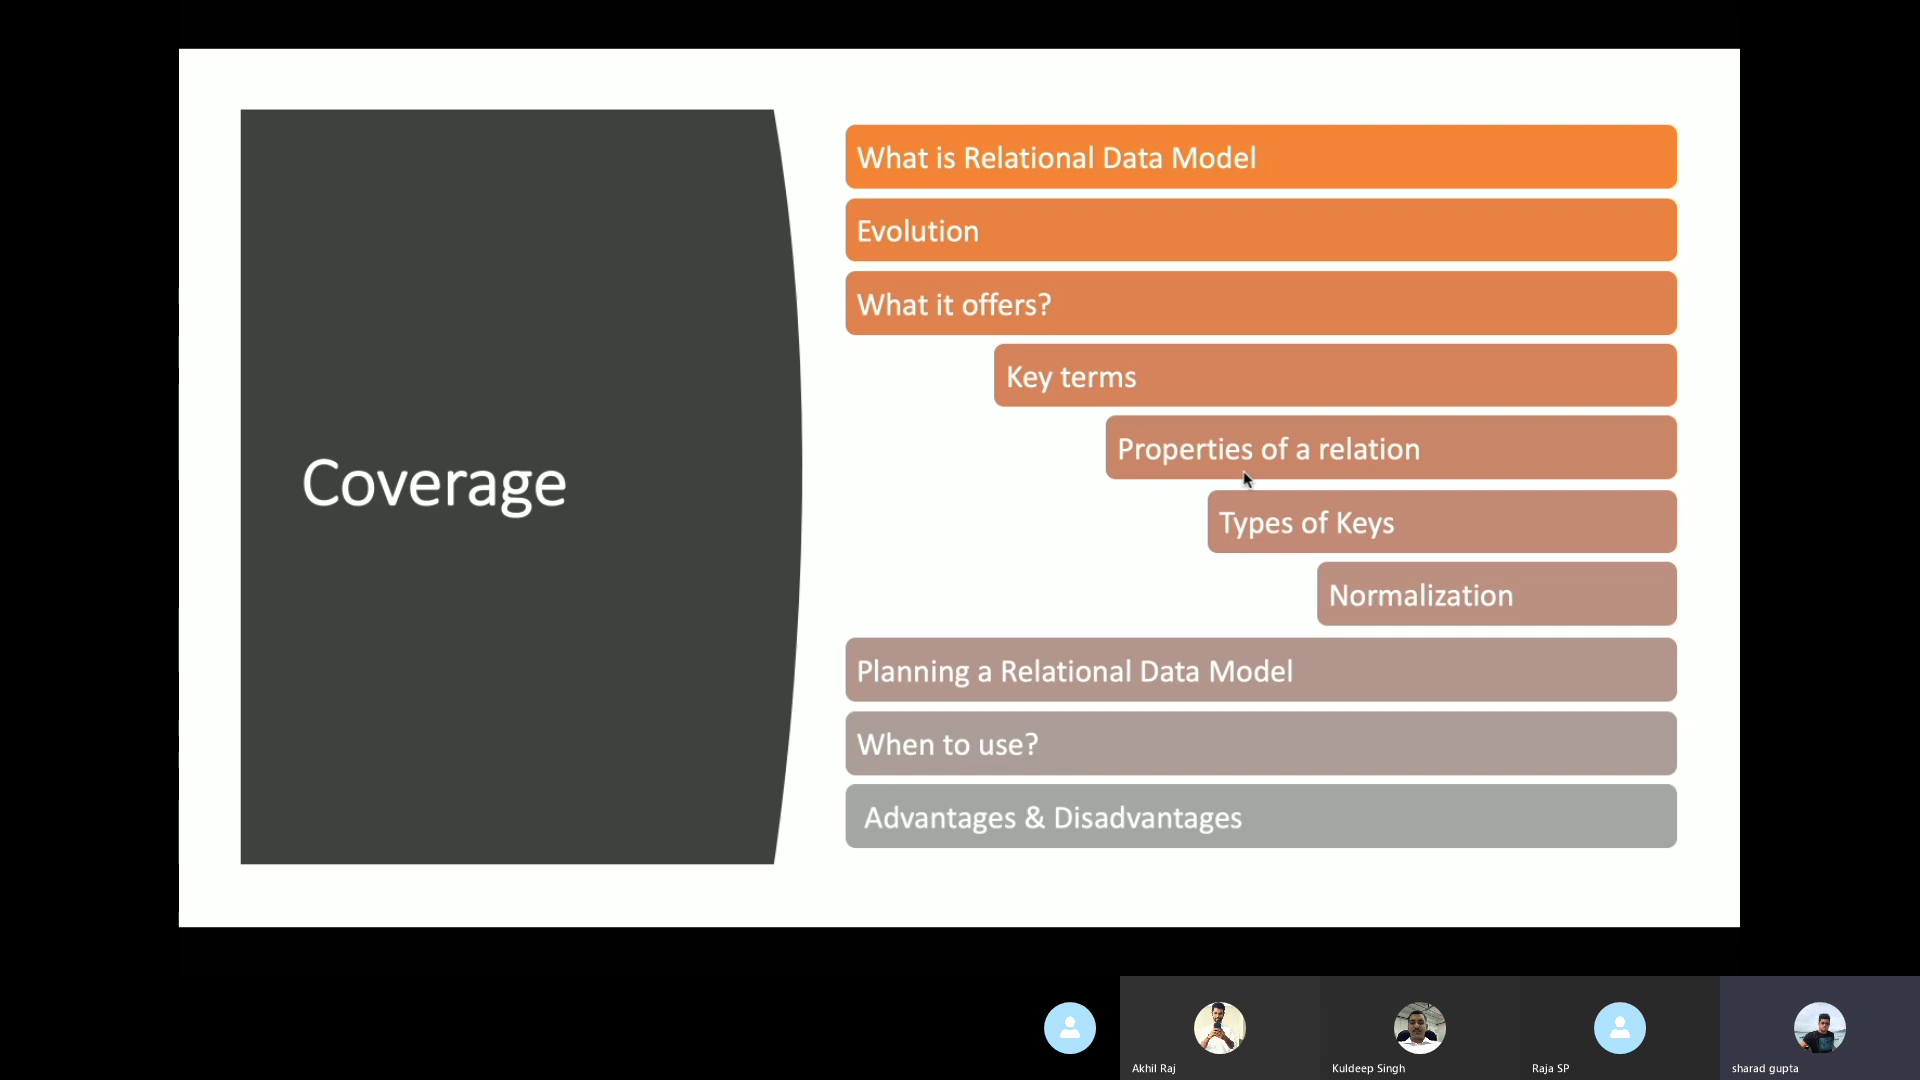 Coverage
What is Relational Data Model
Evolution
What it offers?
Key terms
Properties of a relation
Types of Keys
Normalization
Planning a Relational Data Model
When to use?
Advantages & Disadvantages
Akhil Raj
Kuldeep Singh
Raja SP
sharad gupta